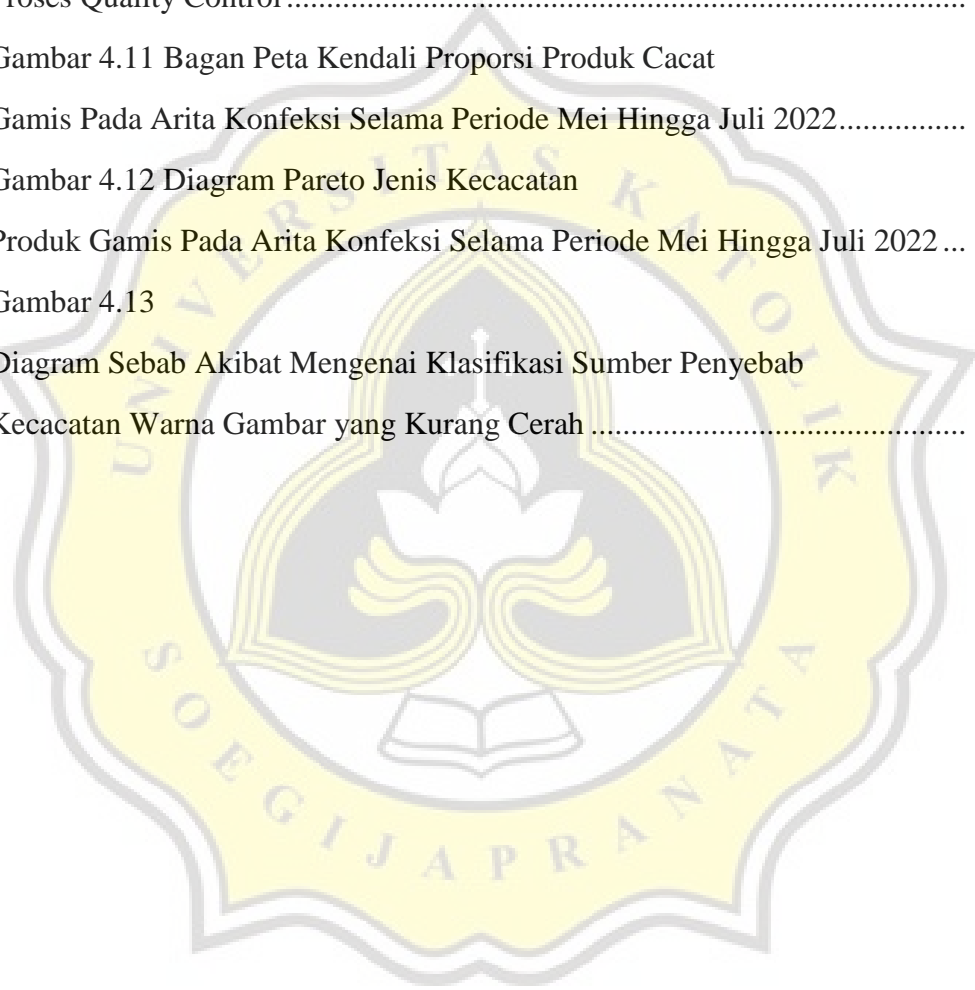 Proses Quality Control......................................................................
Gambar 4.11 Bagan Peta Kendali Proporsi Produk Cacat
Gamis Pada Arita Konfeksi Selama Periode Mei Hingga Juli 2022...............
Gambar 4.12 Diagram Pareto Jenis Kecacatan
Produk Gamis Pada Arita Konfeksi Selama Periode Mei Hingga Juli 2022...
Gambar 4.13
Diagram Sebab Akibat Mengenai Klasifikasi Sumber Penyebab
Kecacatan Warna Gambar yang Kurang Cerah.......................................
UNIVERSITAS KATOLIK
SOEGIJAPRANATA